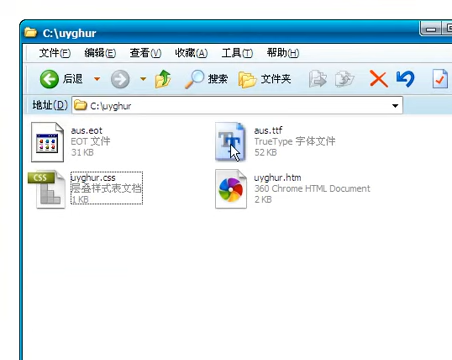 C:\uyghur
文件(F) 编辑(E) 查看(V) 收藏(A) 工具(T) 帮助(H)
后退 搜索 文件夹
地址(D) C:\uyghur
aus.eot
EOT 文件
31 KB
aus.ttf
TrueType 字体文件
52 KB
CSS
uyghur.css
层叠样式表文档
1 KB
uyghur.htm
360 Chrome HTML Document
2 KB